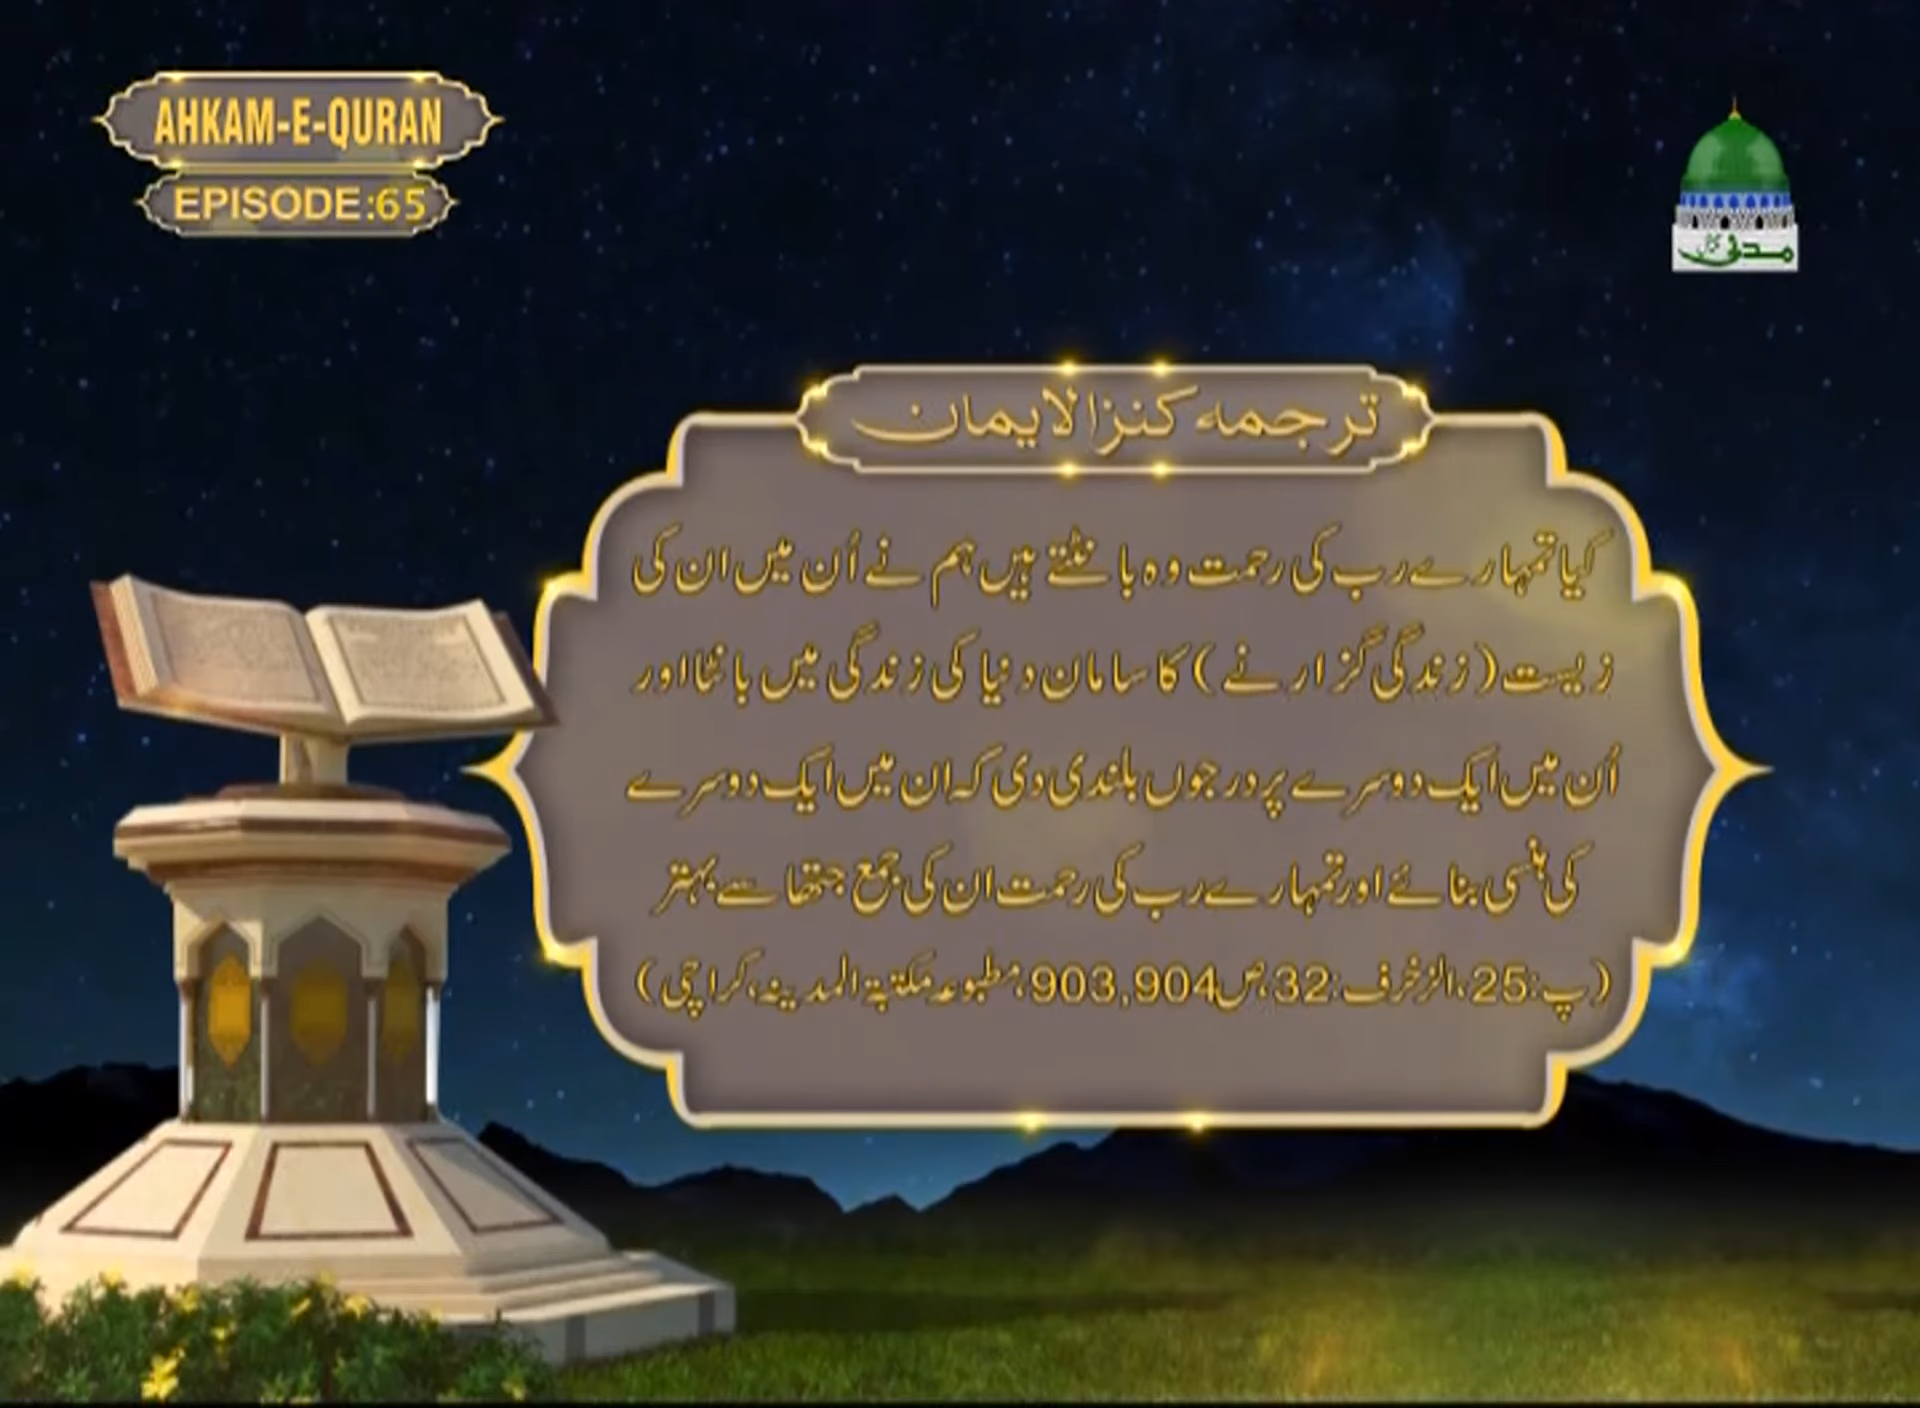 AHKAM-E-QURAN
EPISODE:65
مدنی
ترجمہ کنزالایمان
کیا تمہارے رب کی رحمت وہ بانٹتے ہیں ہم نے اُن میں ان کی
زیست (زندگی گزارنے) کا سامان دنیا کی زندگی میں بانٹا اور
اُن میں ایک دوسرے پر درجوں بلندی دی کہ ان میں ایک دوسرے
کی ہنسی بنائے اور تمہارے رب کی رحمت ان کی جمع جتھا سے بہتر
(پ:25،الزخرف:32،ص903,904،مطبوعہ مکتبۃ المدینہ،کراچی)